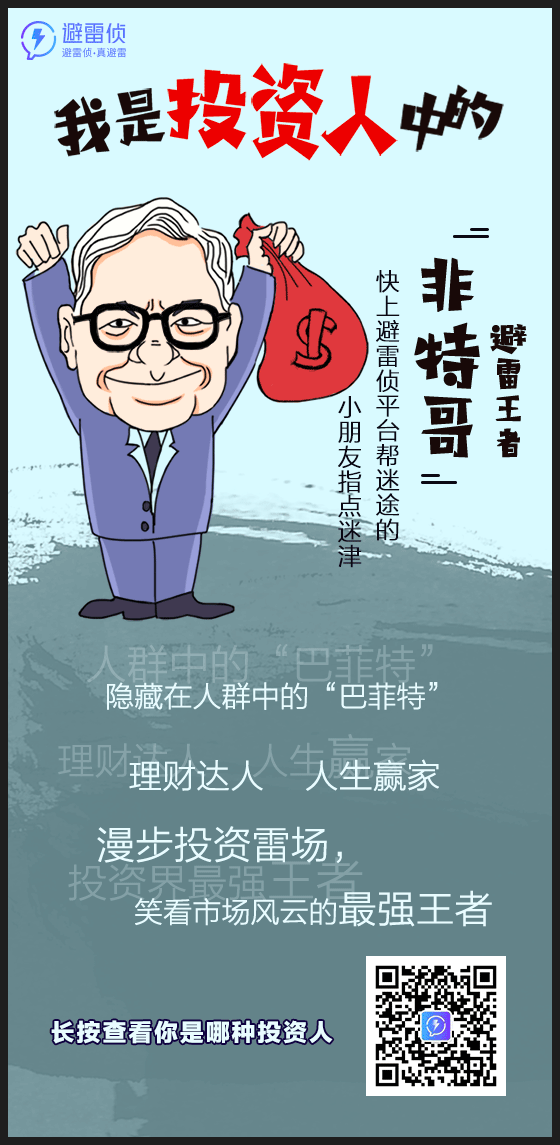 避雷侦
避雷侦·真避雷
我是投资人中的
非特哥
避雷王者
快上避雷侦平台帮迷途的
小朋友指点迷津
$
人群中的“巴菲特”
隐藏在人群中的“巴菲特”
理财达人 人生赢家
理财达人 人生赢家
漫步投资雷场，
投资界最强王者
笑看市场风云的最强王者
长按查看你是哪种投资人